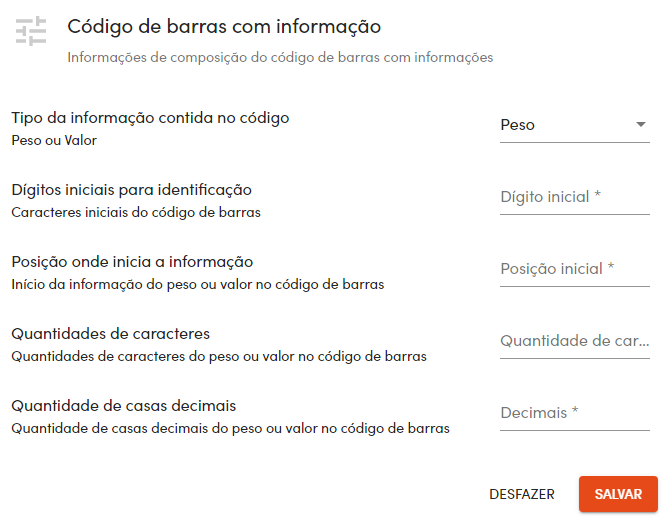 Código de barras com informação
Informações de composição do código de barras com informações
Tipo da informação contida no código
Peso ou Valor
Peso
Dígitos iniciais para identificação
Caracteres iniciais do código de barras
Dígito inicial *
Posição onde inicia a informação
Início da informação do peso ou valor no código de barras
Posição inicial *
Quantidades de caracteres
Quantidades de caracteres do peso ou valor no código de barras
Quantidade de car...
Quantidade de casas decimais
Quantidade de casas decimais do peso ou valor no código de barras
Decimais *
DESFAZER
SALVAR